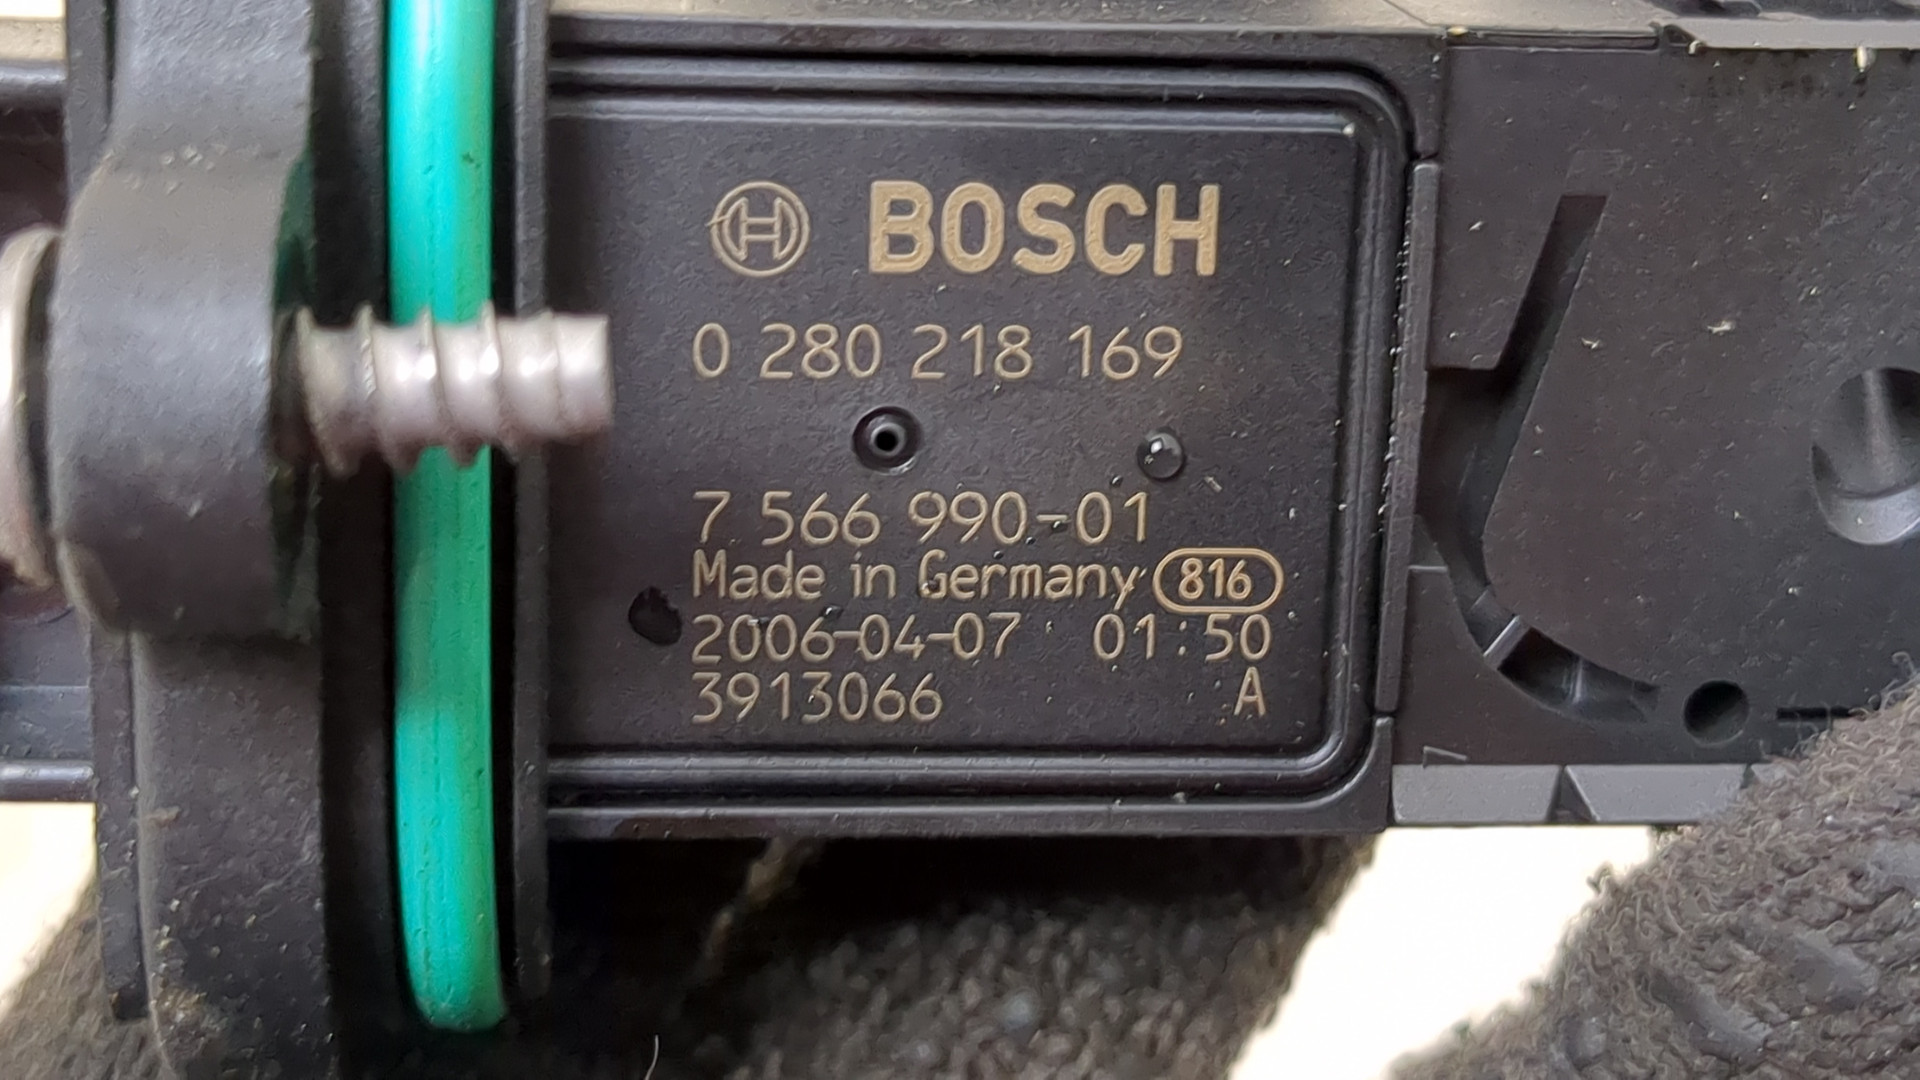 BOSCH
0 280 218 169
7 566 990-01
Made in Germany 816
2006-04-07 01:50
3913066 A